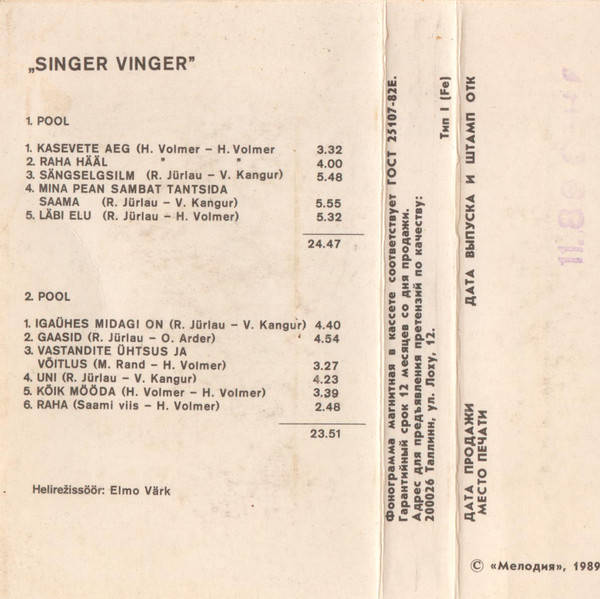 „SINGER VINGER”
1. POOL
1. KASEVETE AEG (H. Volmer – H. Volmer 3.32
2. RAHA HÄÄL " " 4.00
3. SÄNGSELGSILM (R. Jürlau – V. Kangur) 5.48
4. MINA PEAN SAMBAT TANTSIDA
SAAMA (R. Jürlau – V. Kangur) 5.55
5. LÄBI ELU (R. Jürlau – H. Volmer) 5.32
24.47
2. POOL
1. IGAÜHES MIDAGI ON (R. Jürlau – V. Kangur) 4.40
2. GAASID (R. Jürlau – O. Arder) 4.54
3. VASTANDITE ÜHTSUS JA
VÕITLUS (M. Rand – H. Volmer) 3.27
4. UNI (R. Jürlau – V. Kangur) 4.23
5. KÕIK MÖÖDA (H. Volmer – H. Volmer) 3.39
6. RAHA (Saami viis – H. Volmer) 2.48
23.51
Helirežissöör: Elmo Värk
Фонограмма магнитная в кассете соответствует ГОСТ 25107-82Е.
Гарантийный срок 12 месяцев со дня продажи.
Адрес для предъявления претензий по качеству:
200026 Таллинн, ул. Лоху, 12.
Тип I (Fe)
ДАТА ПРОДАЖИ ДАТА ВЫПУСКА И ШТАМП ОТК
МЕСТО ПЕЧАТИ
© «Мелодия», 1989